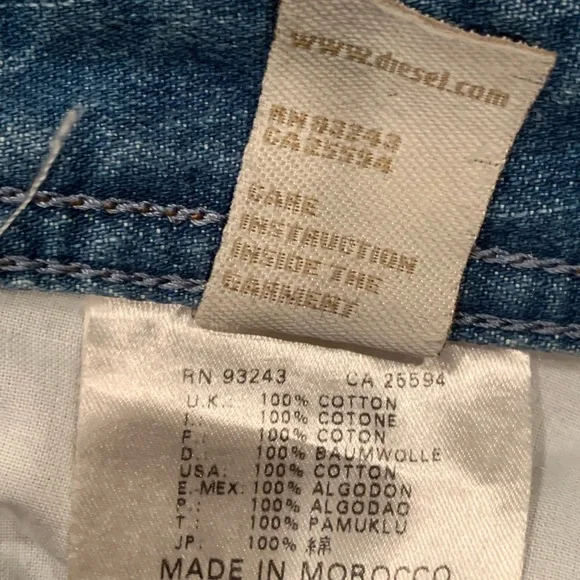 www.diesel.com
RN 93243
CA 25594
CARE
INSTRUCTION
INSIDE THE
GARMENT
RN 93243 CA 25594
U.K.: 100% COTTON
I.: 100% COTONE
F.: 100% COTON
D.: 100% BAUMWOLLE
USA: 100% COTTON
E.-MEX: 100% ALGODON
P.: 100% ALGODAO
T.: 100% PAMUKLU
JP: 100% 綿
MADE IN MOROCCO